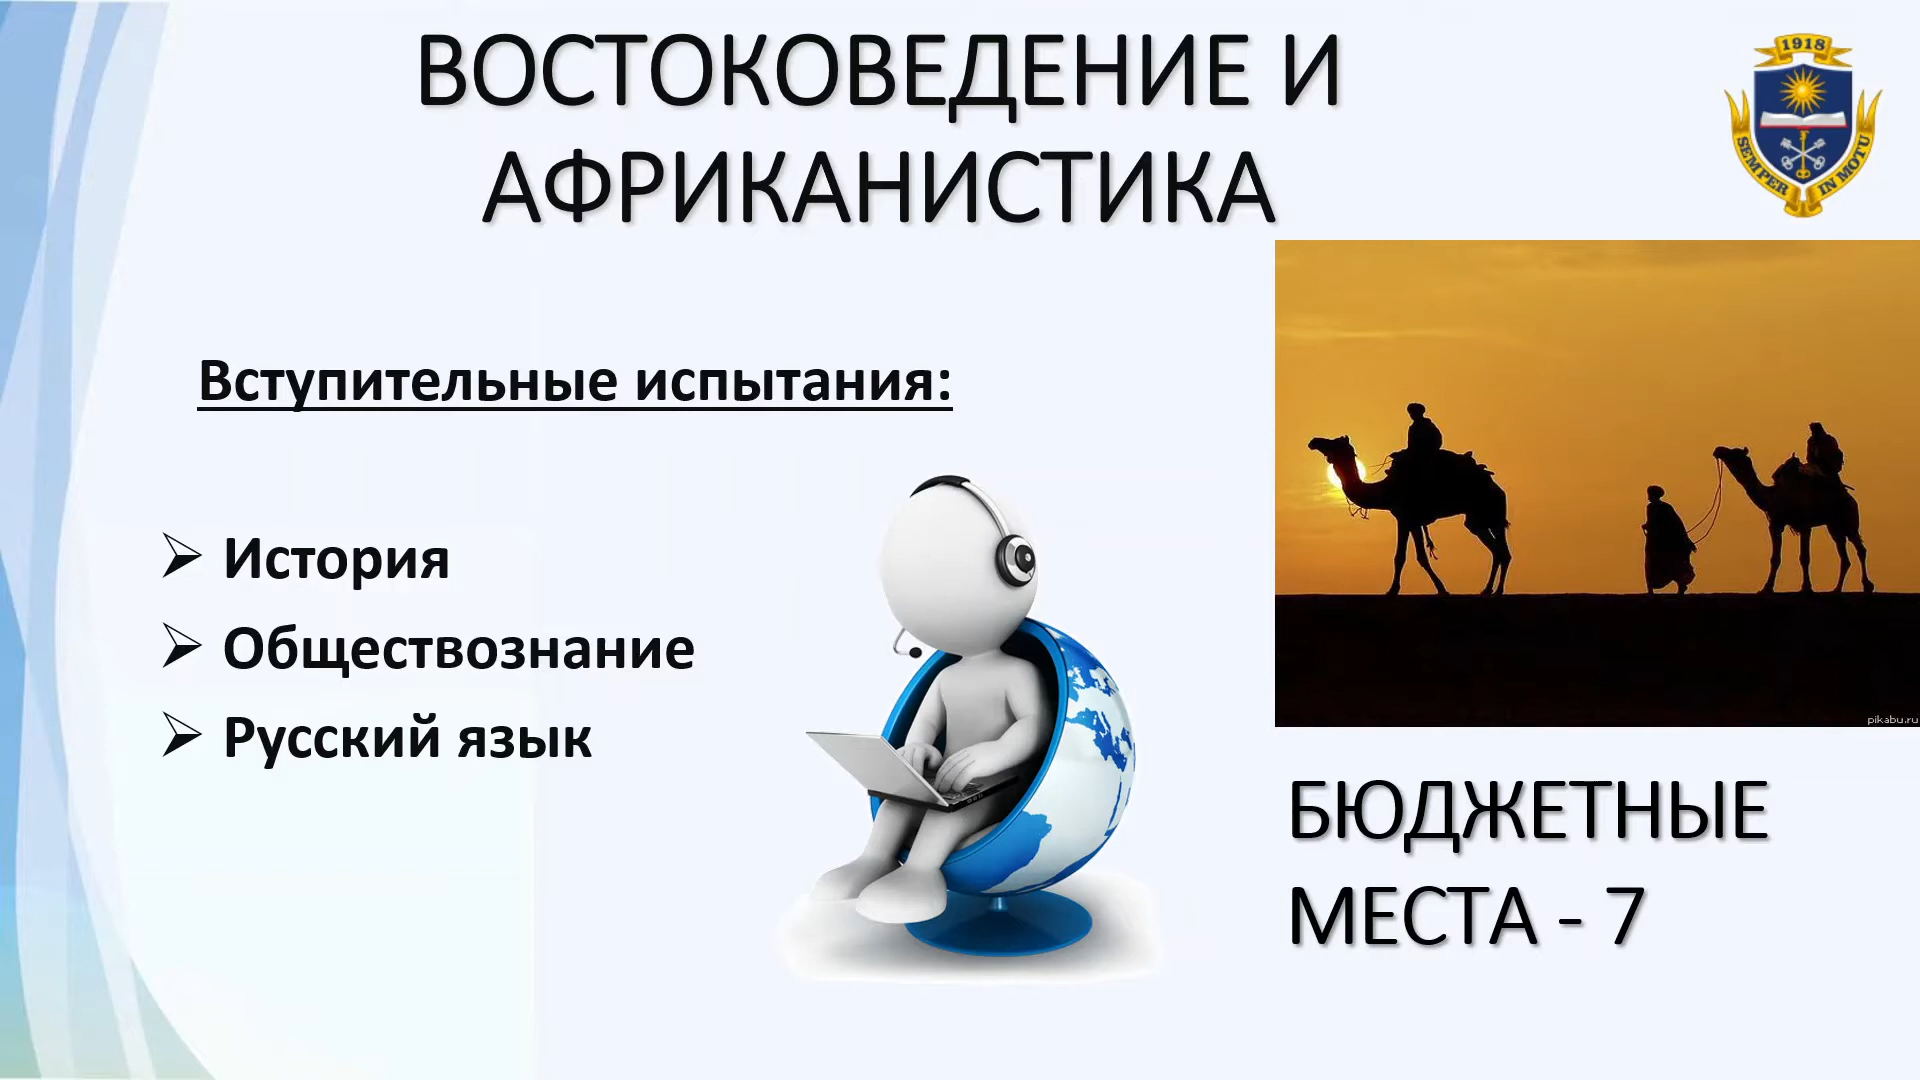 ВОСТОКОВЕДЕНИЕ И
АФРИКАНИСТИКА
1918
SEMPER IN MOTU
Вступительные испытания:
История
Обществознание
Русский язык
pikabu.ru
БЮДЖЕТНЫЕ
МЕСТА - 7